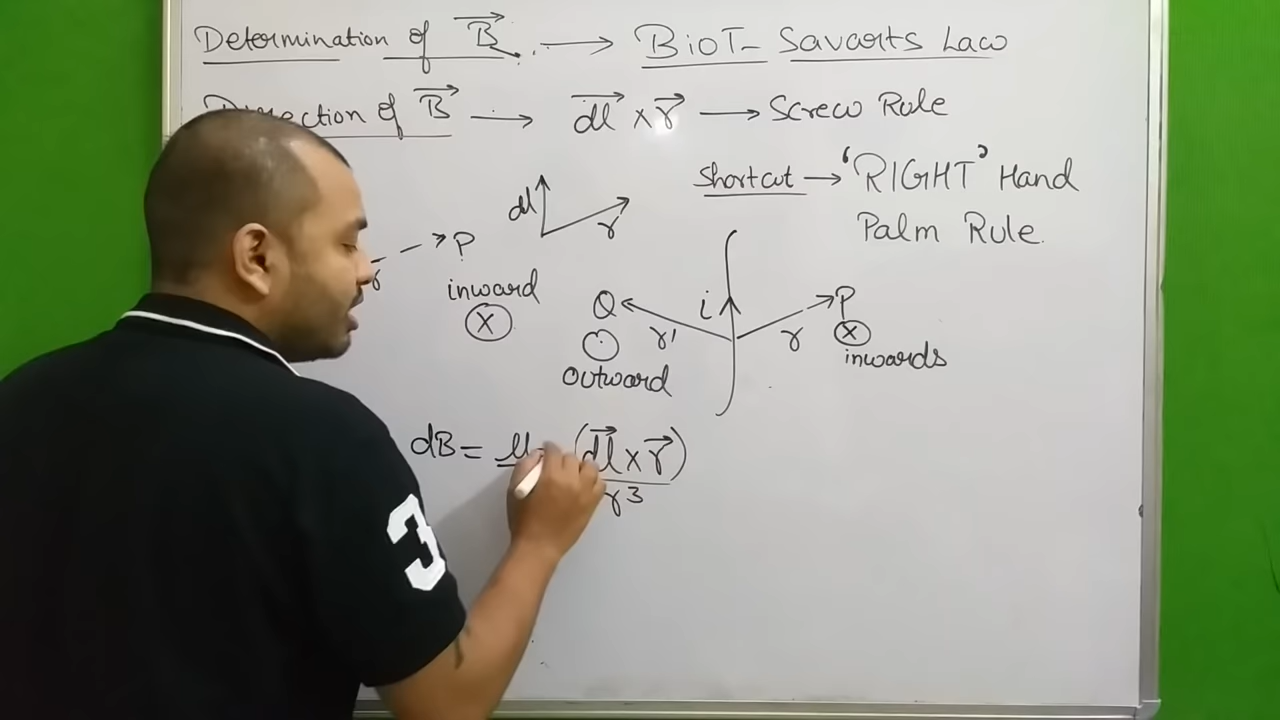 Determination of B → BioT- Savarts Law
of B → dl x r → Screw Rule
Shortcut → 'RIGHT' Hand
Palm Rule.
dl r
P
inward
X
Q i P
r' r
X
Outward inwards
dB = μ (dl x r)
r³
3